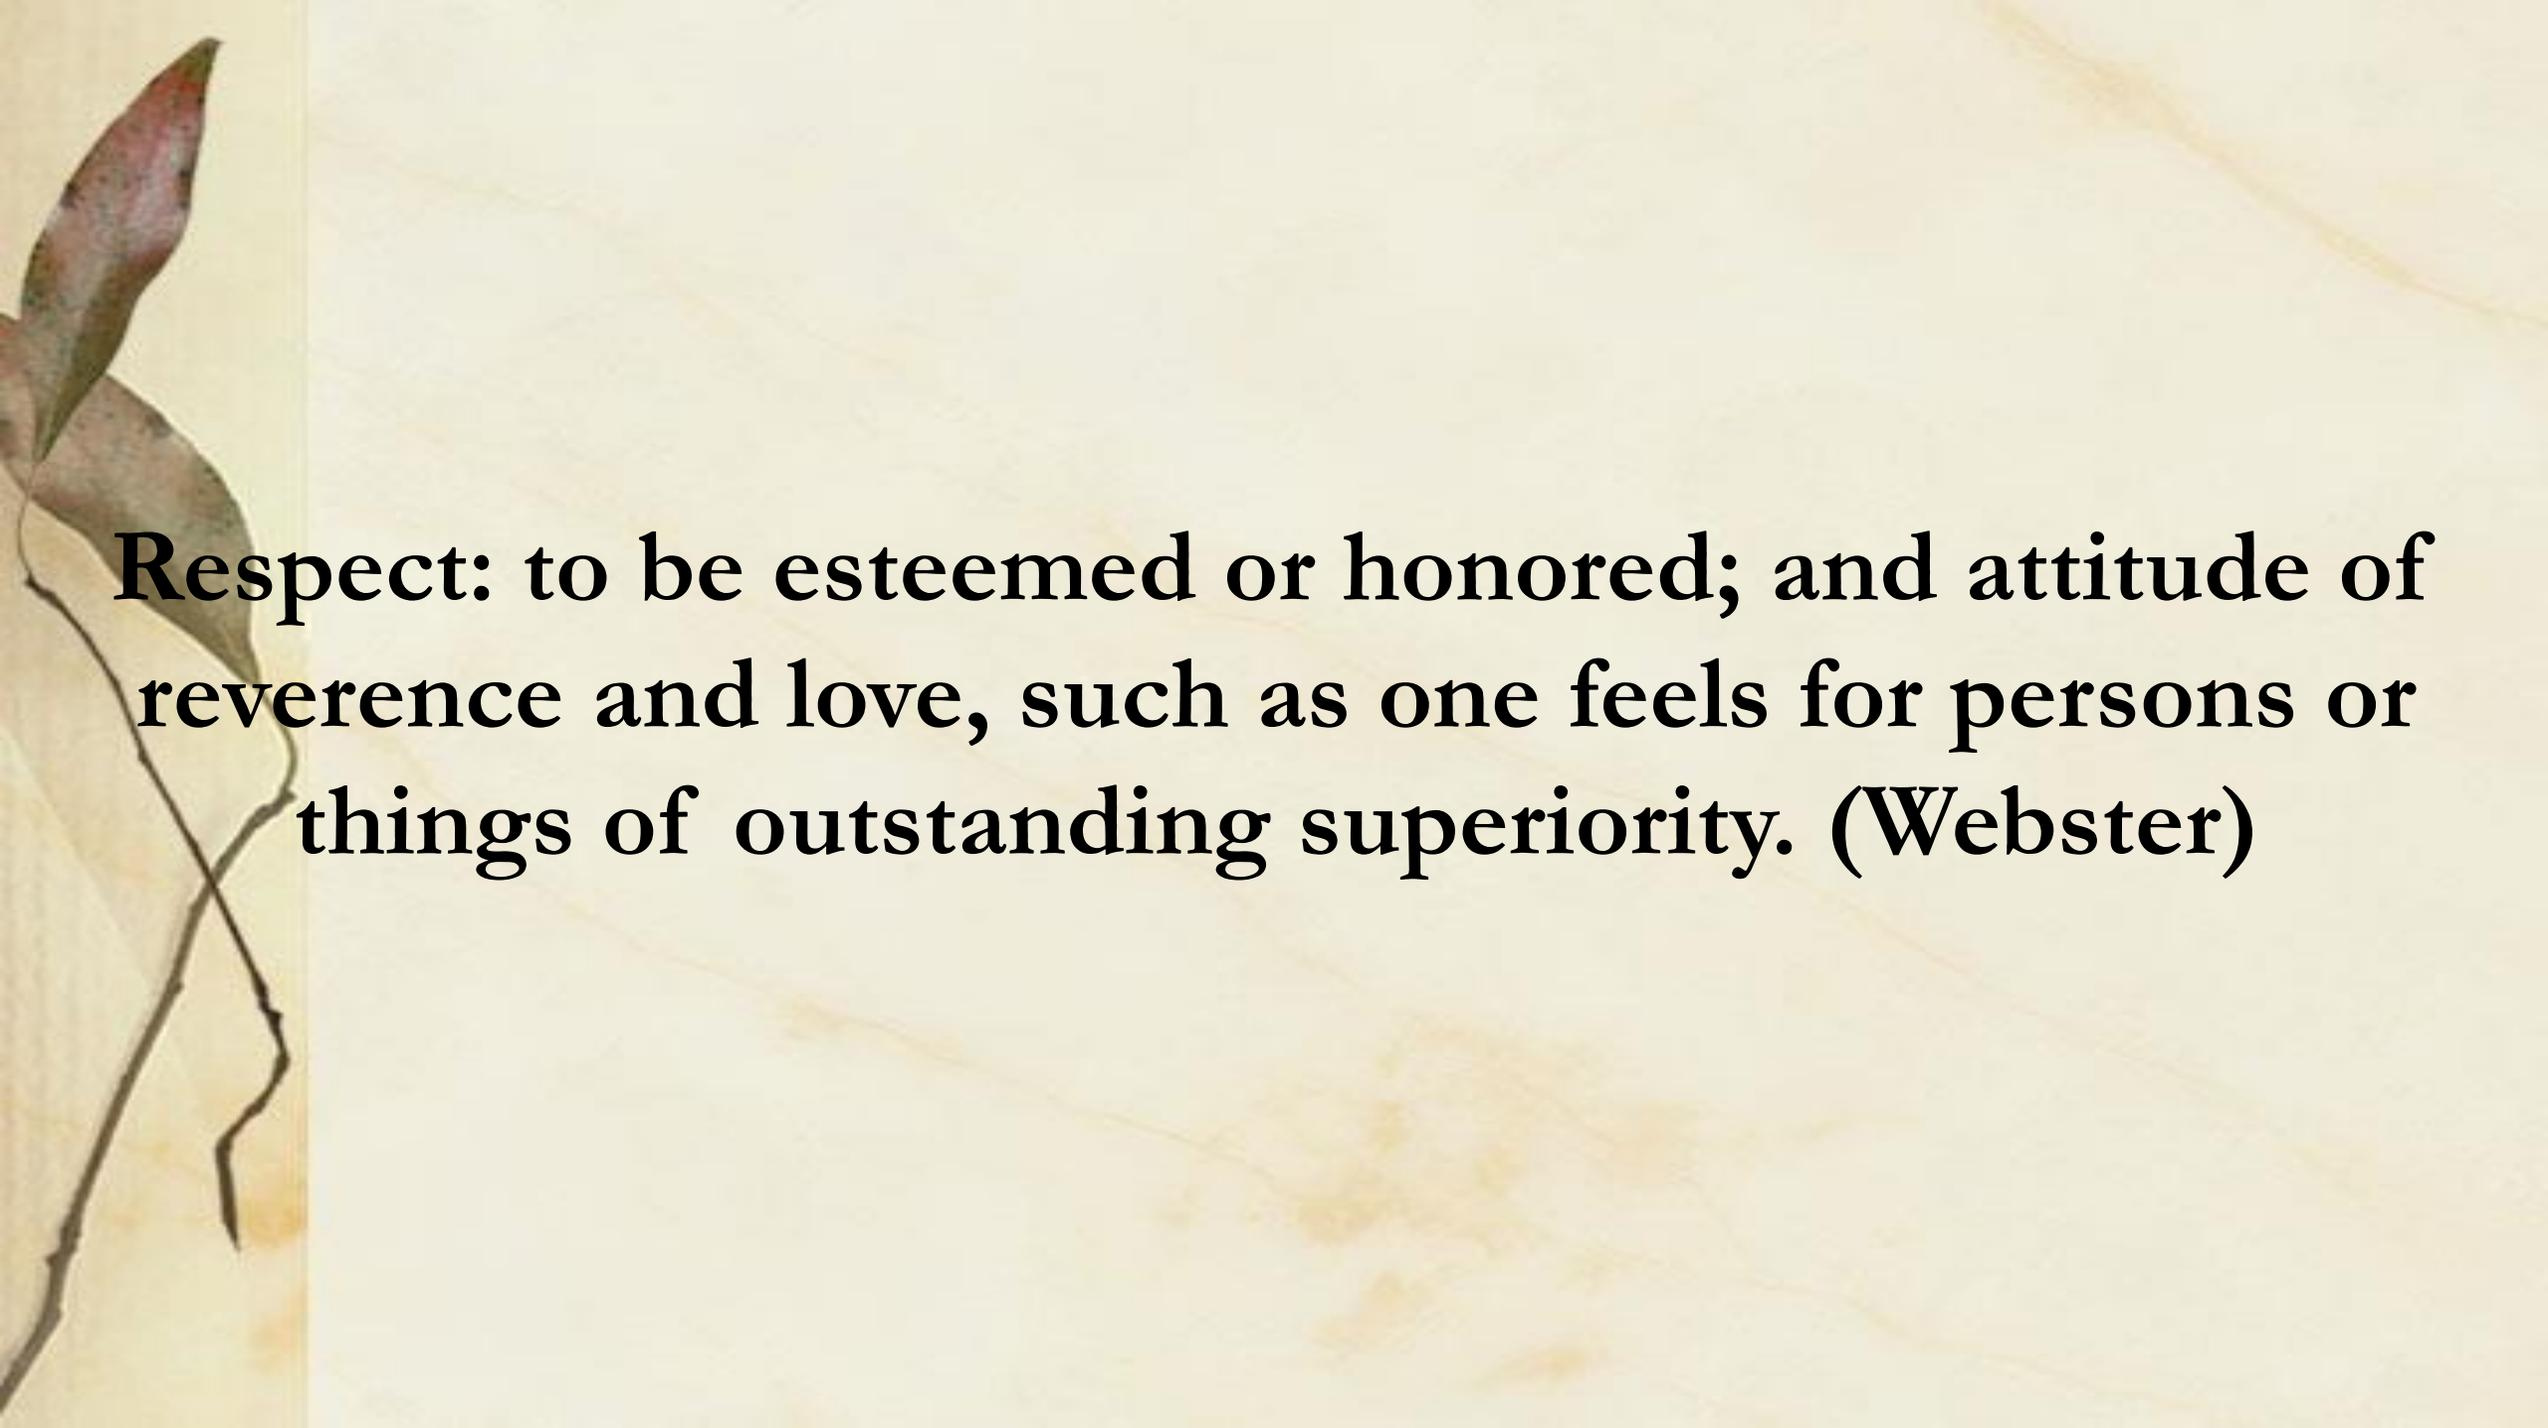 Respect: to be esteemed or honored; and attitude of
reverence and love, such as one feels for persons or
things of outstanding superiority. (Webster)